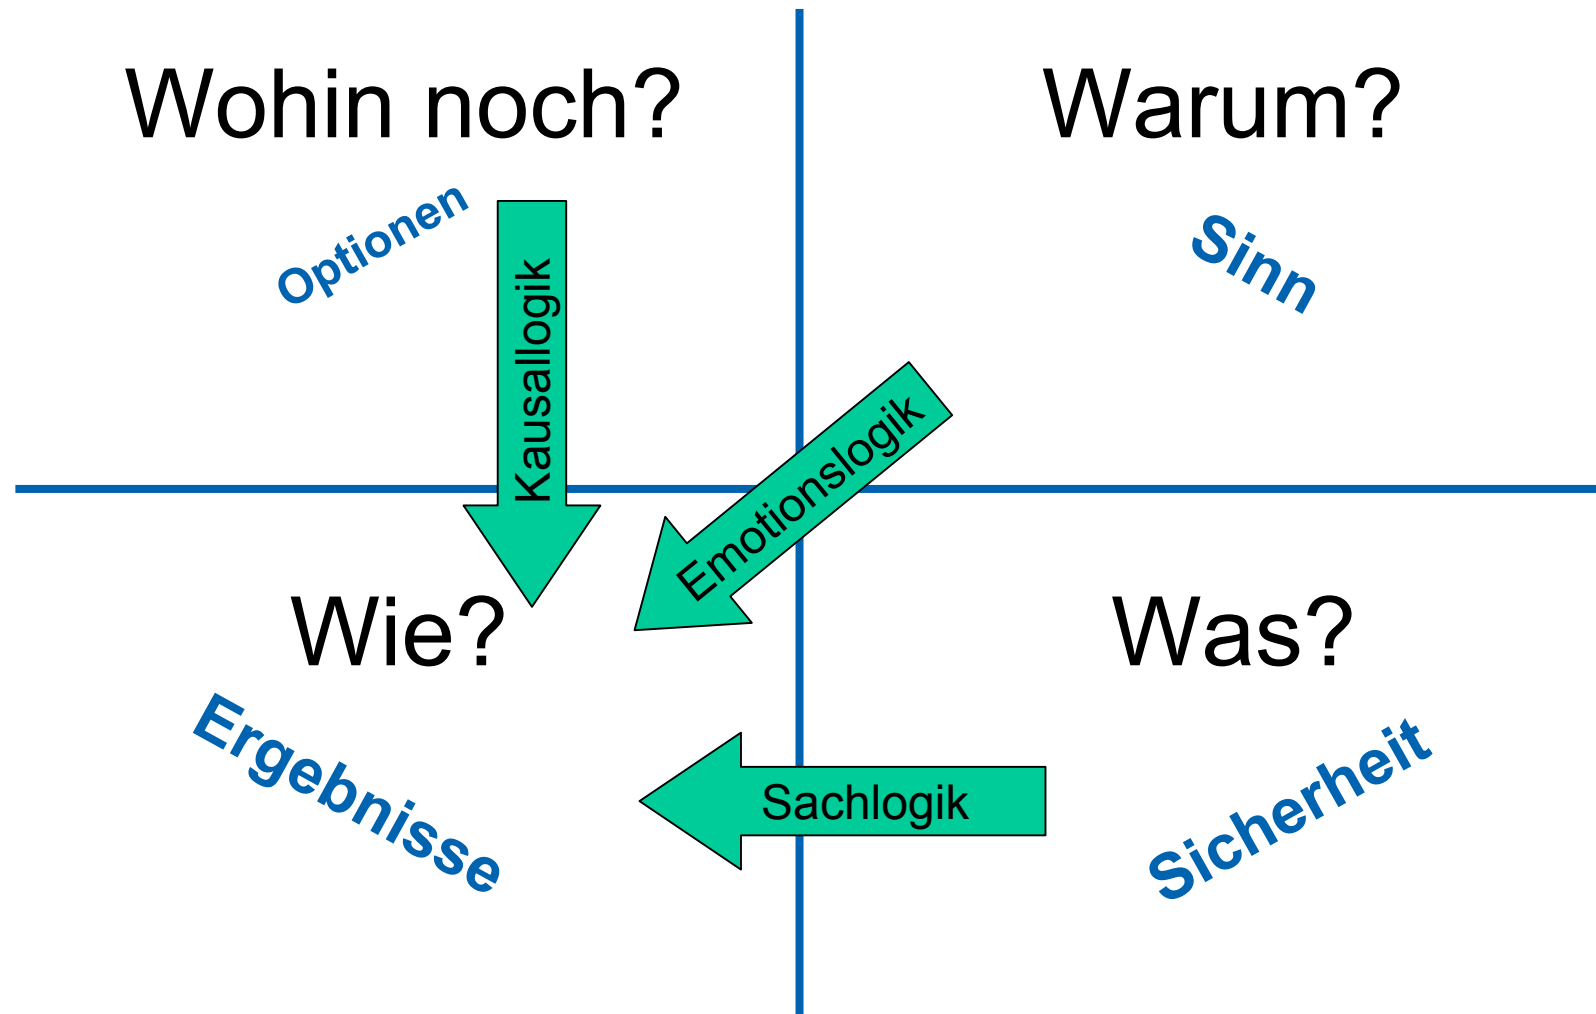 Wohin noch?
Warum?
Optionen
Sinn
Kausallogik
Emotionslogik
Wie?
Was?
Ergebnisse
Sachlogik
Sicherheit